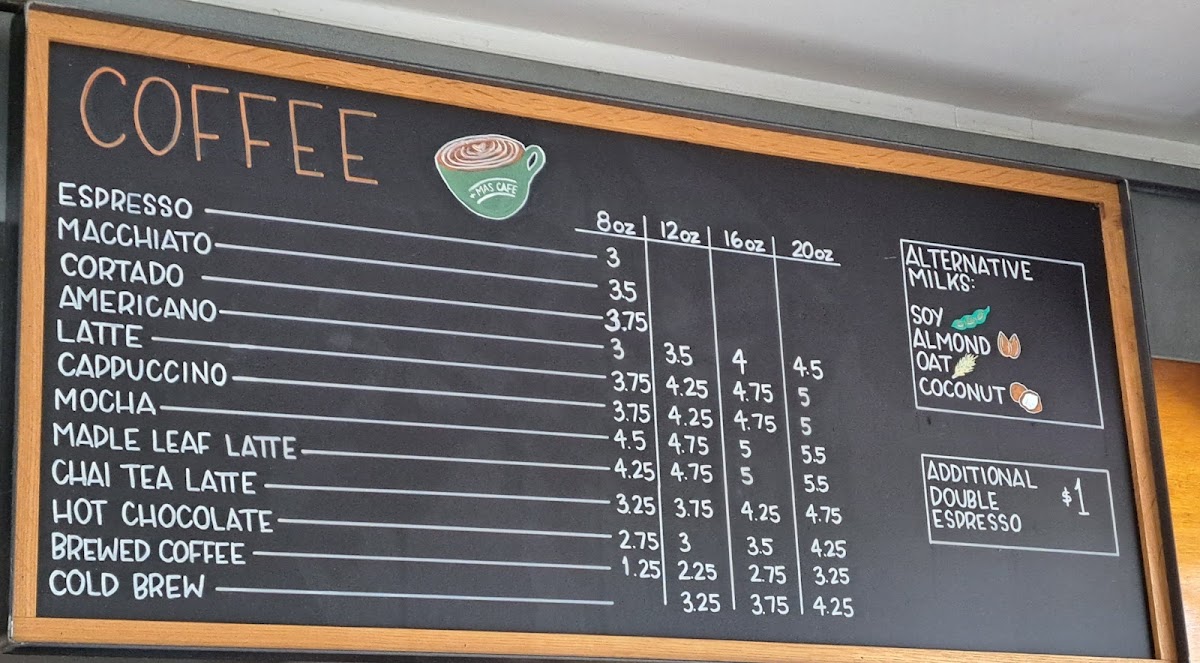 COFFEE
+MAS CAFE
8oz 12oz 16oz 20oz
ESPRESSO 3
MACCHIATO 3.5
CORTADO 3.75
AMERICANO 3 3.5 4 4.5
LATTE 3.75 4.25 4.75 5
CAPPUCCINO 3.75 4.25 4.75 5
MOCHA 4.5 4.75 5 5.5
MAPLE LEAF LATTE 4.25 4.75 5 5.5
CHAI TEA LATTE 3.25 3.75 4.25 4.75
HOT CHOCOLATE 2.75 3 3.5 4.25
BREWED COFFEE 1.25 2.25 2.75 3.25
COLD BREW 3.25 3.75 4.25
ALTERNATIVE
MILKS:
SOY
ALMOND
OAT
COCONUT
ADDITIONAL
DOUBLE $1
ESPRESSO